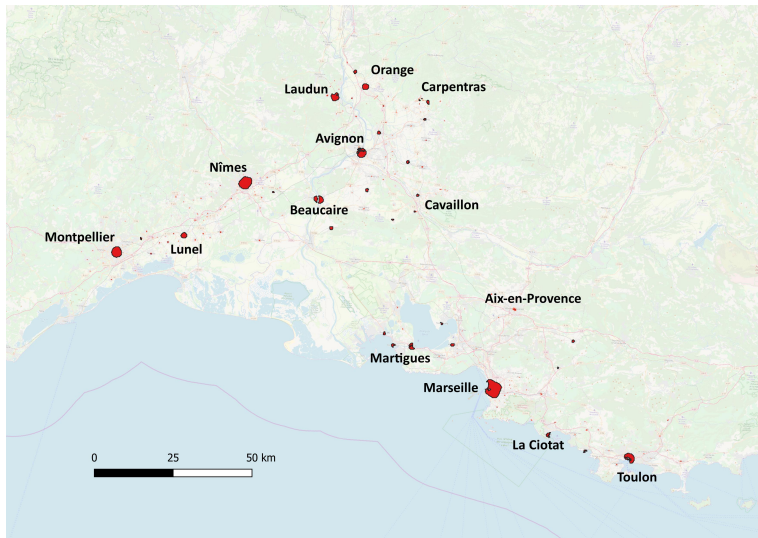 Orange
Laudun
Carpentras
Avignon
Nîmes
Beaucaire
Cavaillon
Montpellier
Lunel
Aix-en-Provence
Martigues
Marseille
La Ciotat
0 25 50 km
Toulon